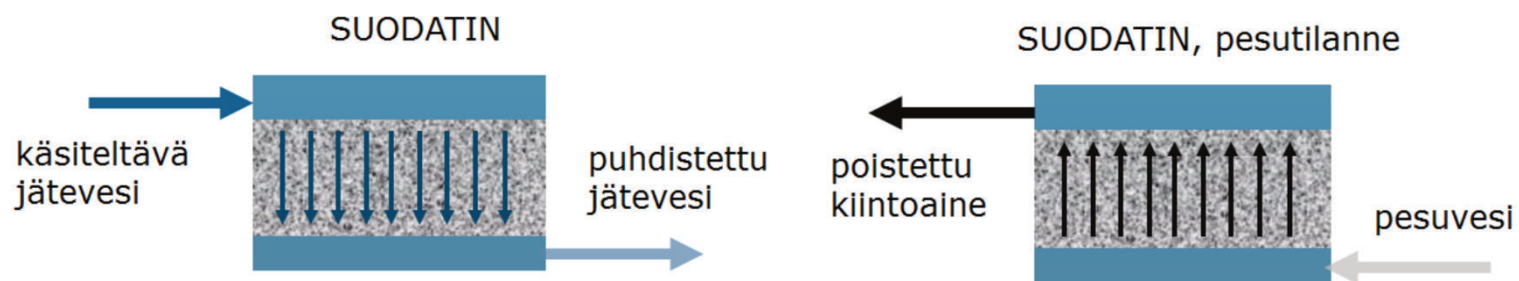 SUODATIN
käsiteltävä
jätevesi
puhdistettu
jätevesi
SUODATIN, pesutilanne
poistettu
kiintoaine
pesuvesi